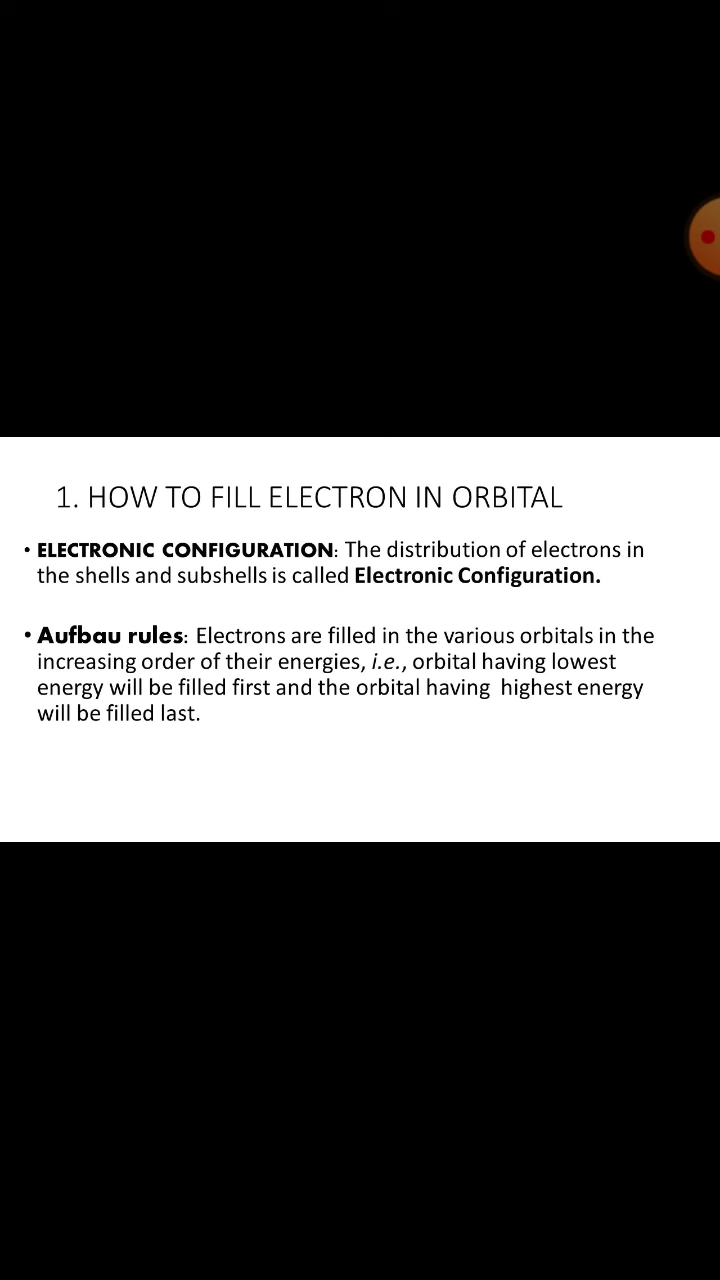 1. HOW TO FILL ELECTRON IN ORBITAL
• ELECTRONIC CONFIGURATION: The distribution of electrons in
the shells and subshells is called Electronic Configuration.
• Aufbau rules: Electrons are filled in the various orbitals in the
increasing order of their energies, i.e., orbital having lowest
energy will be filled first and the orbital having  highest energy
will be filled last.